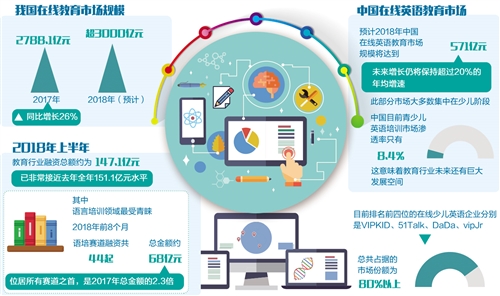 我国在线教育市场规模
2788.1亿元
超3000亿元
2017年
2018年（预计）
同比增长26%
2018年上半年
教育行业融资总额约为 147.1亿元
已非常接近去年全年151.1亿元水平
其中
语言培训领域最受青睐
2018年前8个月
语培赛道融资共
44起
总金额约
68亿元
位居所有赛道之首，是2017年总金额的2.3倍
中国在线英语教育市场
预计2018年中国
在线英语教育市场
规模将达到
571亿元
未来增长仍将保持超过20%的
年均增速
此部分市场大多数集中在少儿阶段
中国目前青少儿
英语培训市场渗
透率只有
8.4%
这意味着教育行业未来还有巨大
发展空间
目前排名前四位的在线少儿英语企业分别
是VIPKID、51Talk、DaDa、vipJr
总共占据的
市场份额为
80%以上